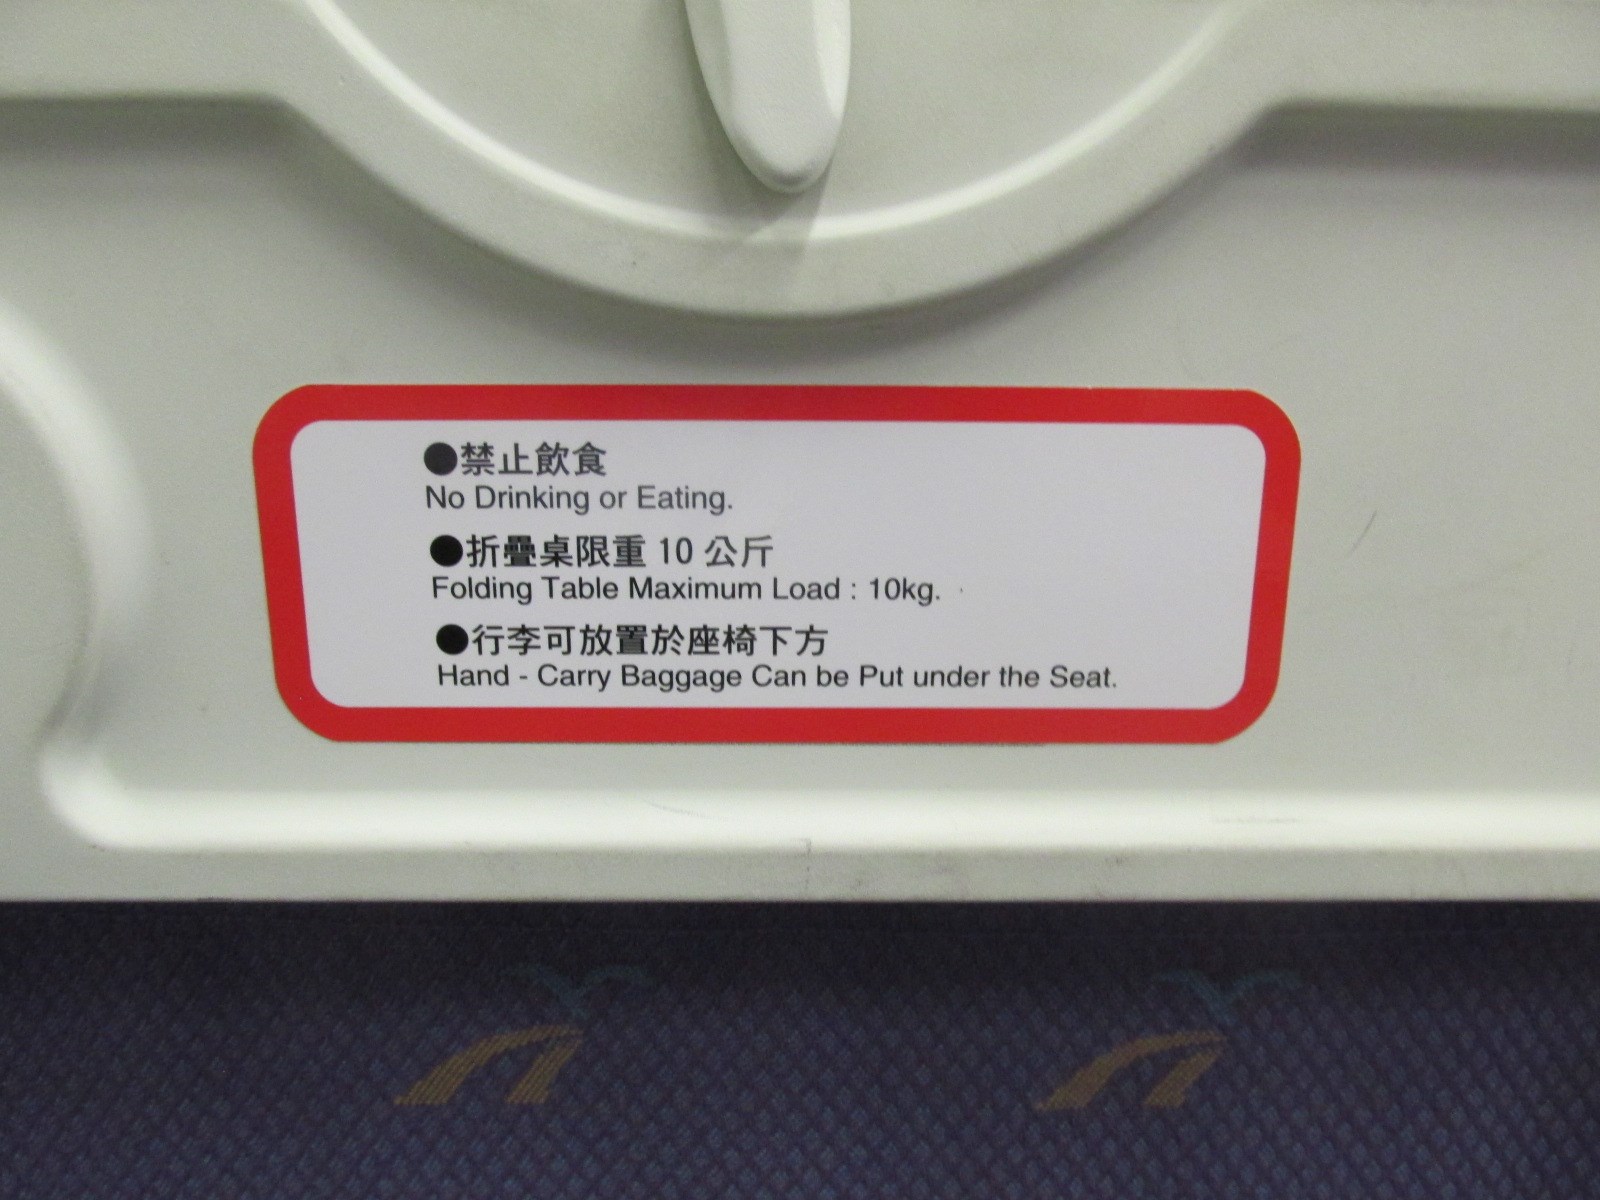 ●禁止飲食
No Drinking or Eating.
●折疊桌限重 10 公斤
Folding Table Maximum Load : 10kg.
●行李可放置於座椅下方
Hand - Carry Baggage Can be Put under the Seat.